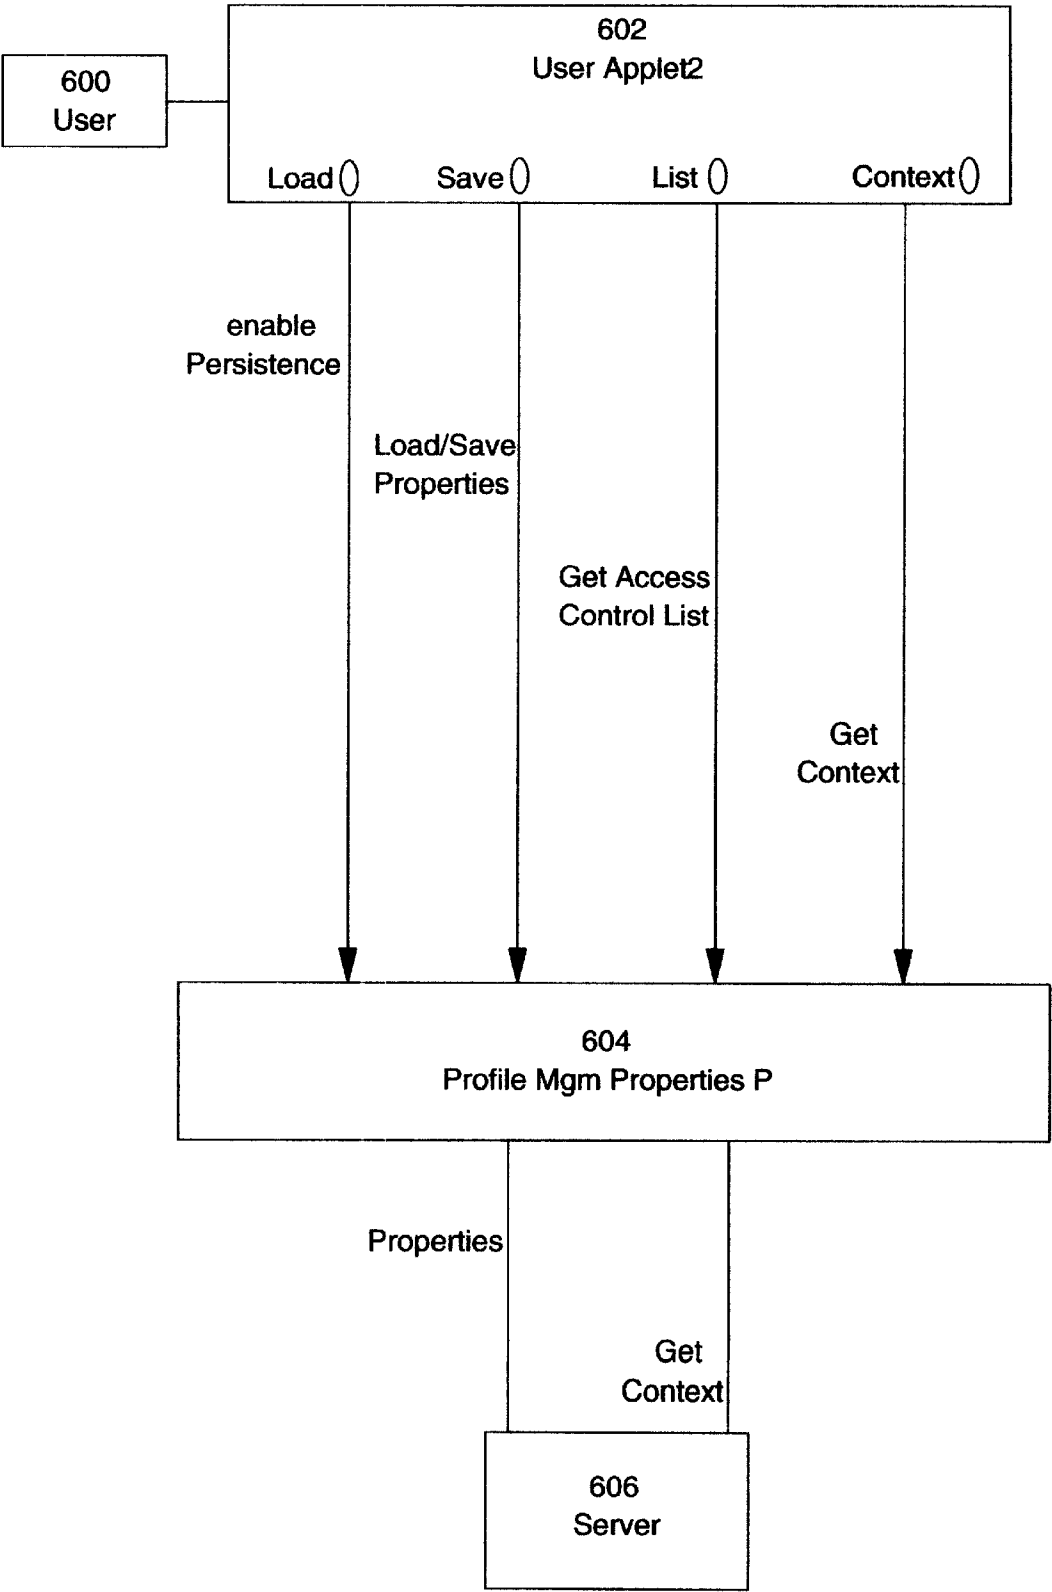 602
User Applet2
600
User
Load
Save
List
Context
enable
Persistence
Load/Save
Properties
Get Access
Control List
Get
Context
604
Profile Mgm Properties P
Properties
Get
Context
606
Server